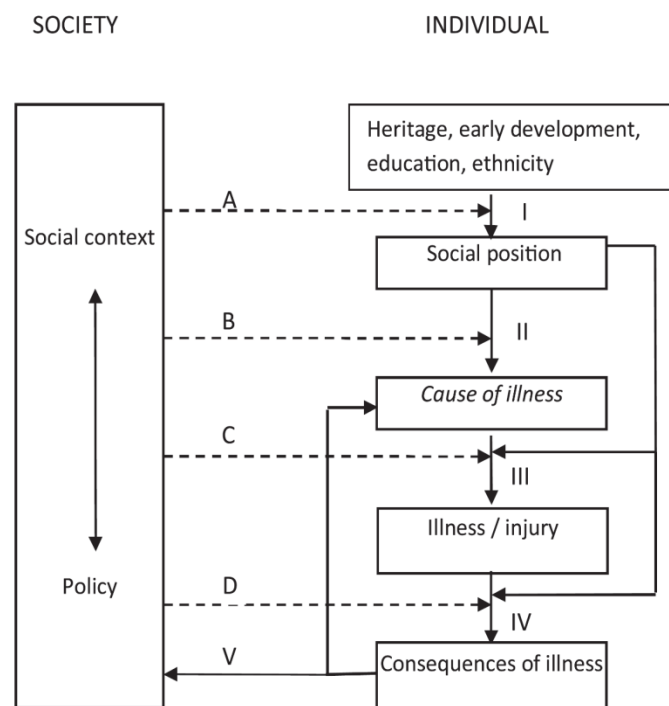 SOCIETY
INDIVIDUAL
Heritage, early development,
education, ethnicity
A
I
Social context
Social position
B
II
Cause of illness
C
III
Illness / injury
Policy
D
IV
V
Consequences of illness